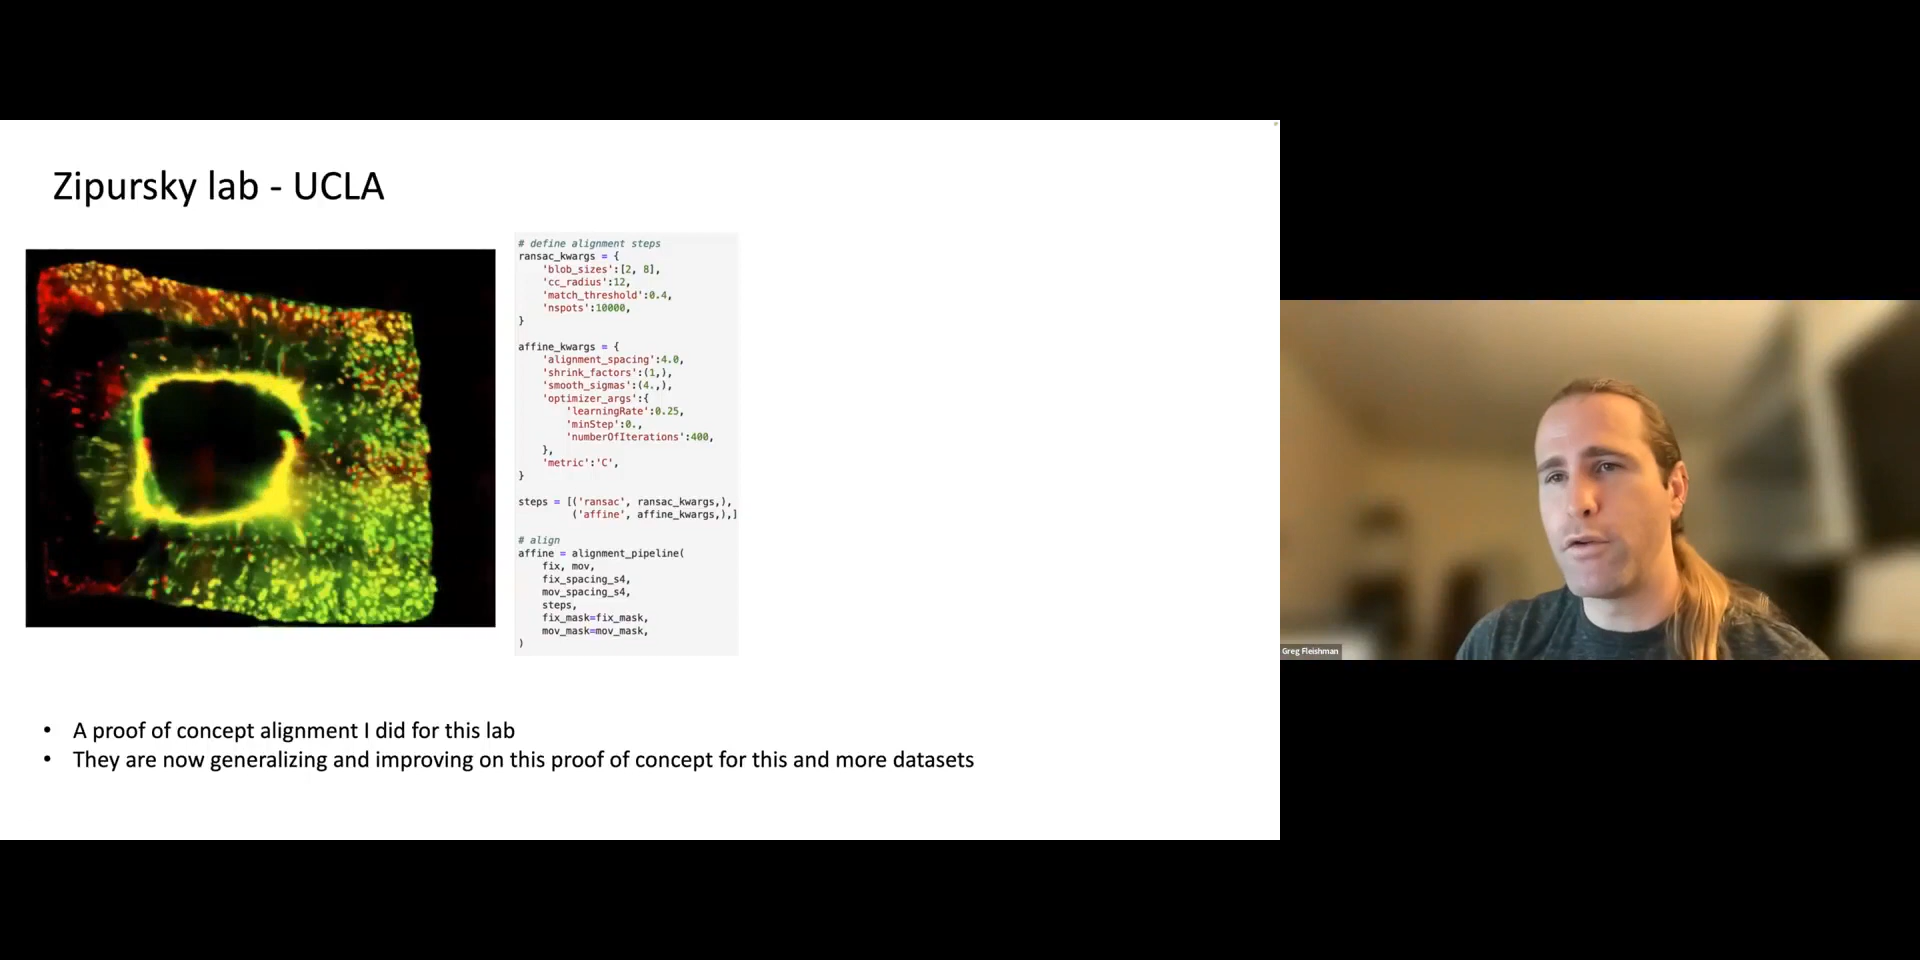 Zipursky lab - UCLA
# define alignment steps
ransac_kwargs = {
    'blob_sizes':[2, 8],
    'cc_radius':12,
    'match_threshold':0.4,
    'nspots':10000,
}
affine_kwargs = {
    'alignment_spacing':4.0,
    'shrink_factors':(1,),
    'smooth_sigmas':(4.,),
    'optimizer_args':{
        'learningRate':0.25,
        'minStep':0.,
        'numberOfIterations':400,
    },
    'metric':'C',
}
steps = [('ransac', ransac_kwargs,),
         ('affine', affine_kwargs,),]
# align
affine = alignment_pipeline(
    fix, mov,
    fix_spacing_s4,
    mov_spacing_s4,
    steps,
    fix_mask=fix_mask,
    mov_mask=mov_mask,
)
• A proof of concept alignment I did for this lab
• They are now generalizing and improving on this proof of concept for this and more datasets
Greg Fleishman